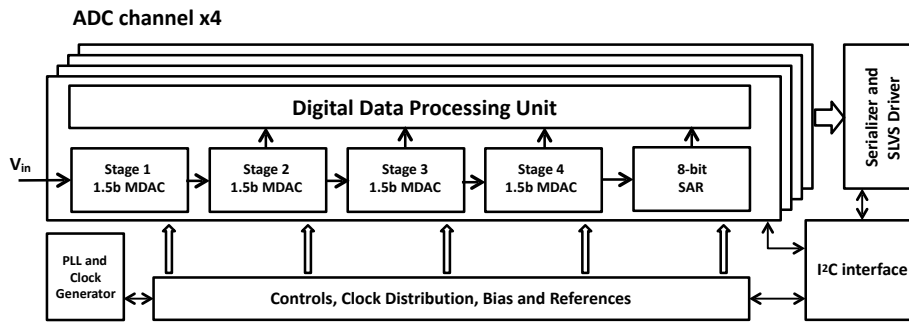 ADC channel x4
Digital Data Processing Unit
Serializer and
SLVS Driver
Vin
Stage 1
1.5b MDAC
Stage 2
1.5b MDAC
Stage 3
1.5b MDAC
Stage 4
1.5b MDAC
8-bit
SAR
PLL and
Clock
Generator
Controls, Clock Distribution, Bias and References
I²C interface